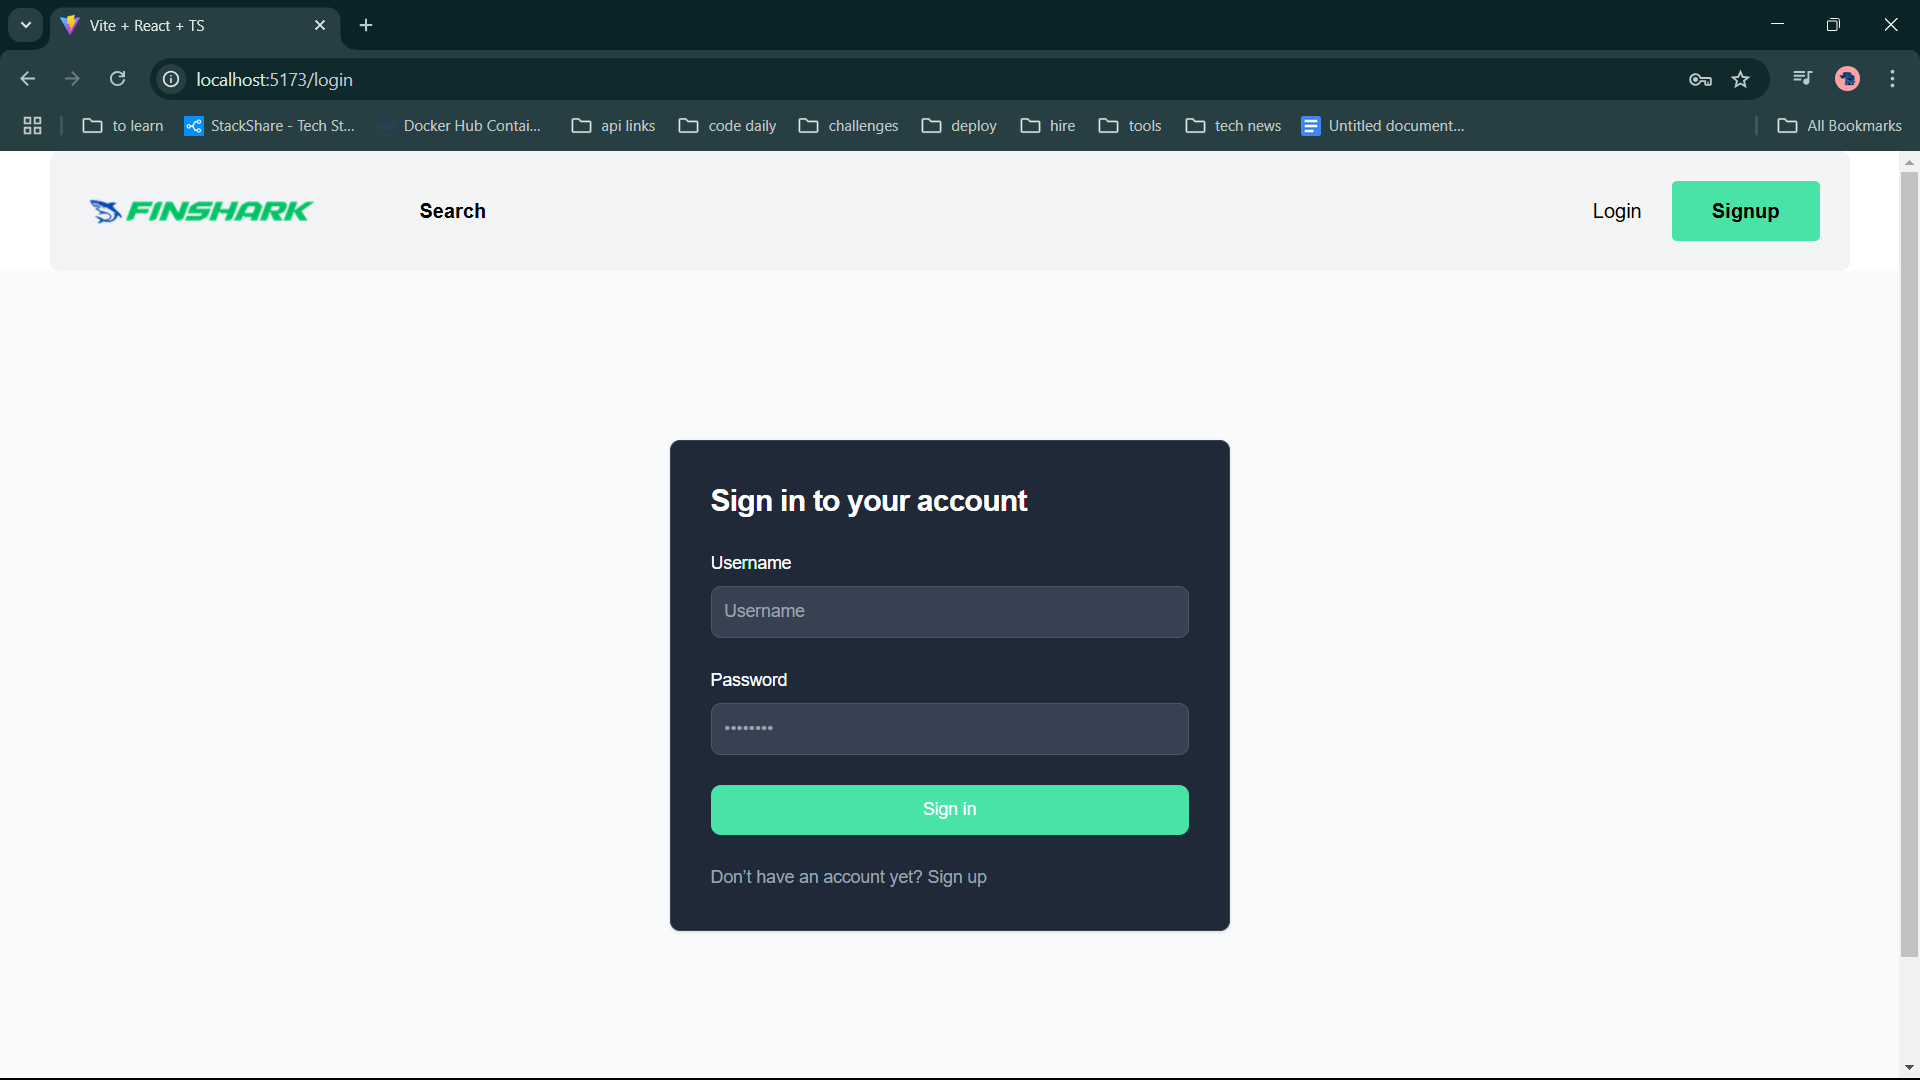 Vite + React + TS
localhost:5173/login
to learn StackShare - Tech St... Docker Hub Contai... api links code daily challenges deploy hire tools tech news Untitled document... All Bookmarks
FINSHARK Search Login Signup
Sign in to your account
Username
Username
Password
••••••••
Sign in
Don't have an account yet? Sign up